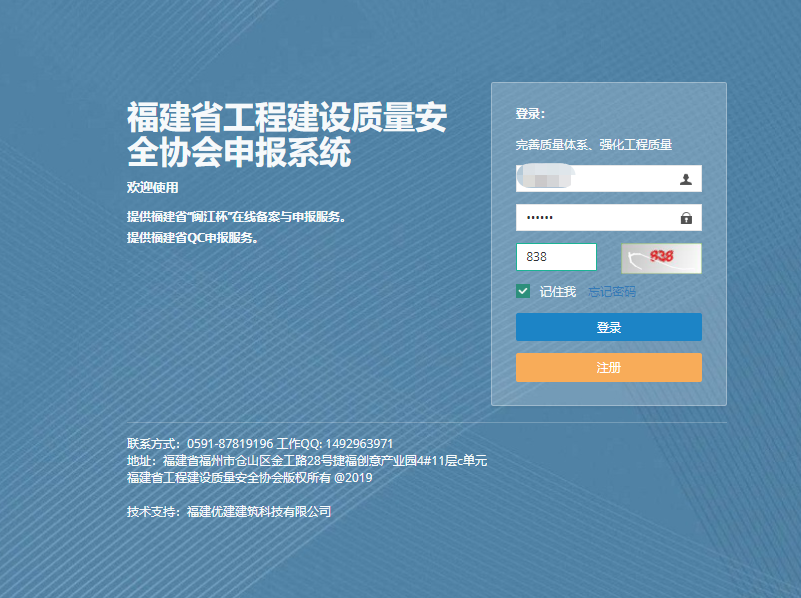 福建省工程建设质量安
全协会申报系统
欢迎使用
提供福建省“闽江杯”在线备案与申报服务。
提供福建省QC申报服务。
登录：
完善质量体系、强化工程质量
••••••
838
838
记住我 忘记密码
登录
注册
联系方式：0591-87819196 工作QQ: 1492963971
地址：福建省福州市仓山区金工路28号捷福创意产业园4#11层c单元
福建省工程建设质量安全协会版权所有 @2019
技术支持：福建优建建筑科技有限公司